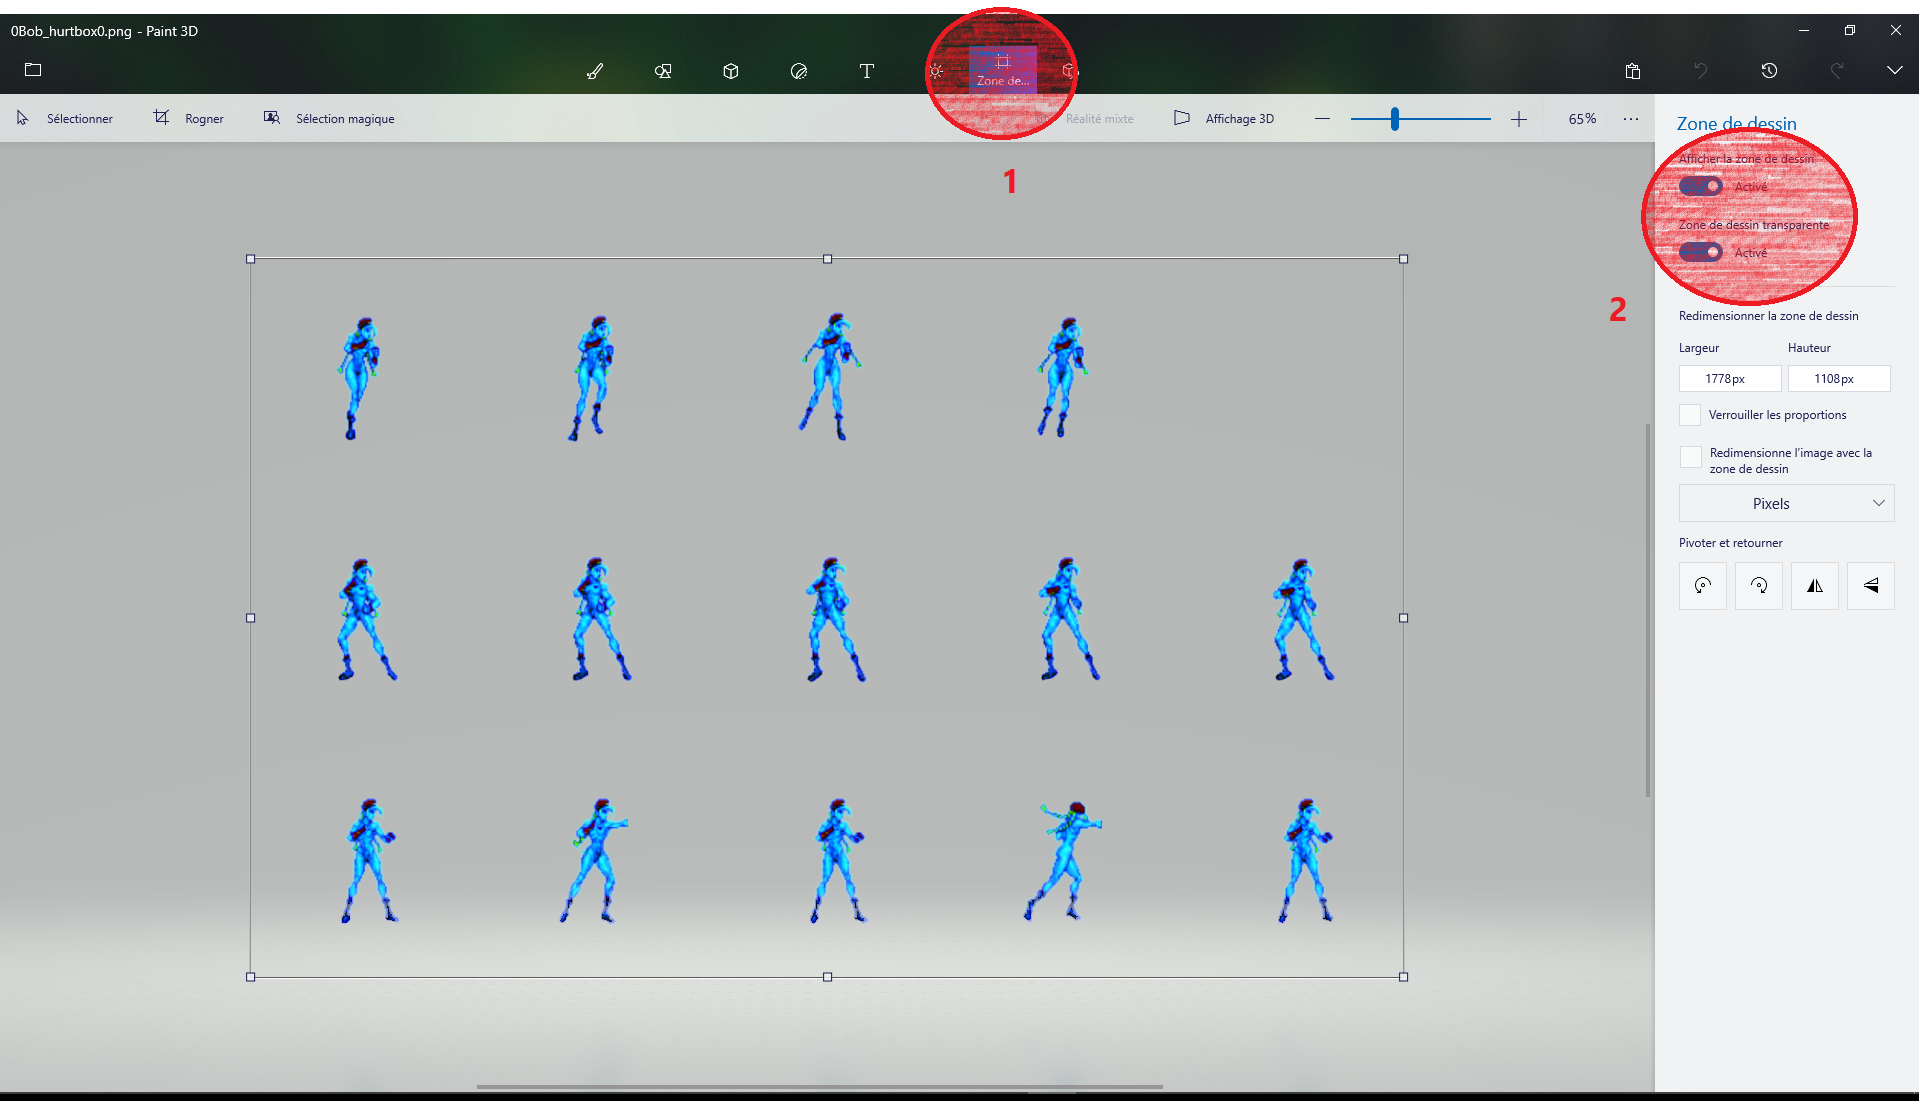 0Bob_hurtbox0.png - Paint 3D
Zone de...
Sélectionner
Rogner
Sélection magique
Réalité mixte
Affichage 3D
65%
Zone de dessin
Afficher la zone de dessin
Activé
Zone de dessin transparente
Activé
1
2
Redimensionner la zone de dessin
Largeur
Hauteur
1778px
1108px
Verrouiller les proportions
Redimensionne l'image avec la
zone de dessin
Pixels
Pivoter et retourner